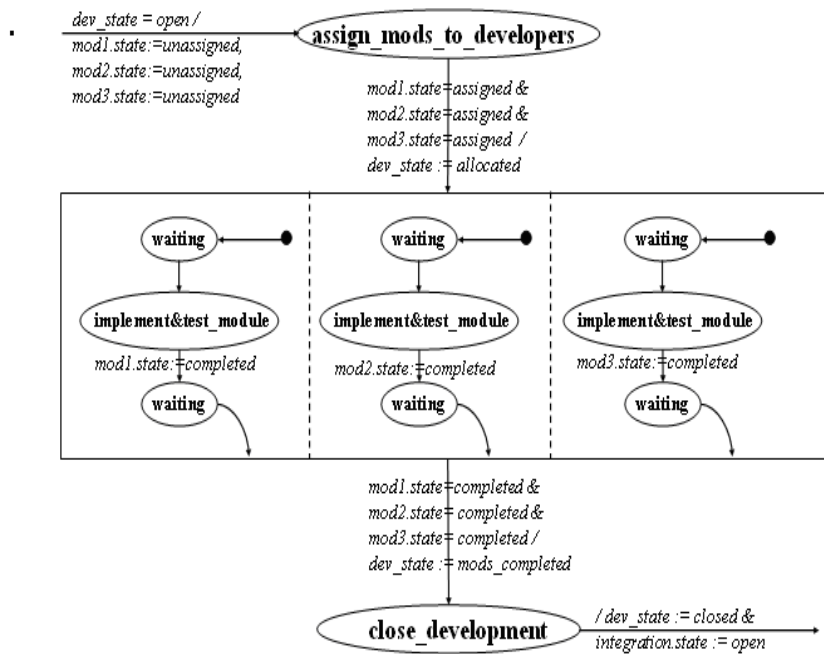 dev_state = open /
mod1.state:=unassigned,
mod2.state:=unassigned,
mod3.state:=unassigned
assign_mods_to_developers
mod1.state=assigned &
mod2.state=assigned &
mod3.state=assigned /
dev_state := allocated
waiting
waiting
waiting
implement&test_module
implement&test_module
implement&test_module
mod1.state:=completed
mod2.state:=completed
mod3.state:=completed
waiting
waiting
waiting
mod1.state=completed &
mod2.state= completed &
mod3.state= completed /
dev_state := mods_completed
close_development
/ dev_state := closed &
integration.state := open